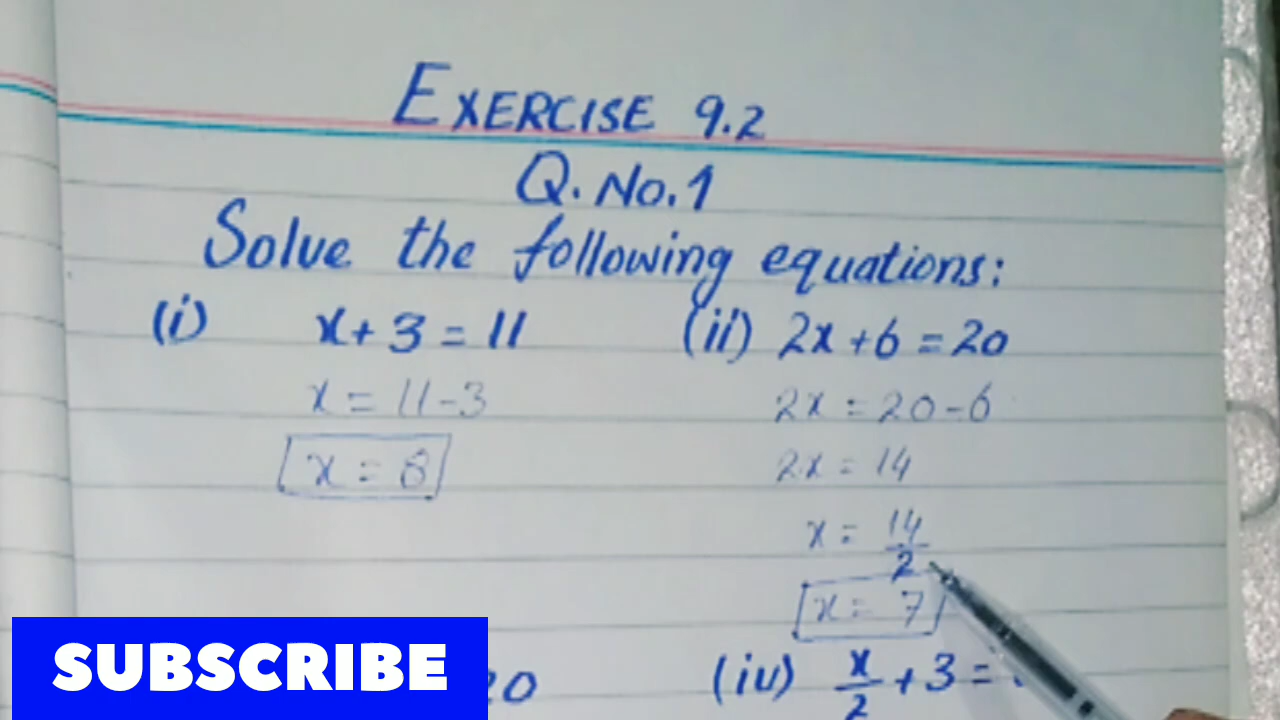 EXERCISE 9.2
Q. No. 1
Solve the following equations:
(i) x + 3 = 11
(ii) 2x + 6 = 20
x = 11 - 3
2x = 20 - 6
x = 8
2x = 14
x = 14/2
x = 7
20
(iv) x/2 + 3 =
SUBSCRIBE